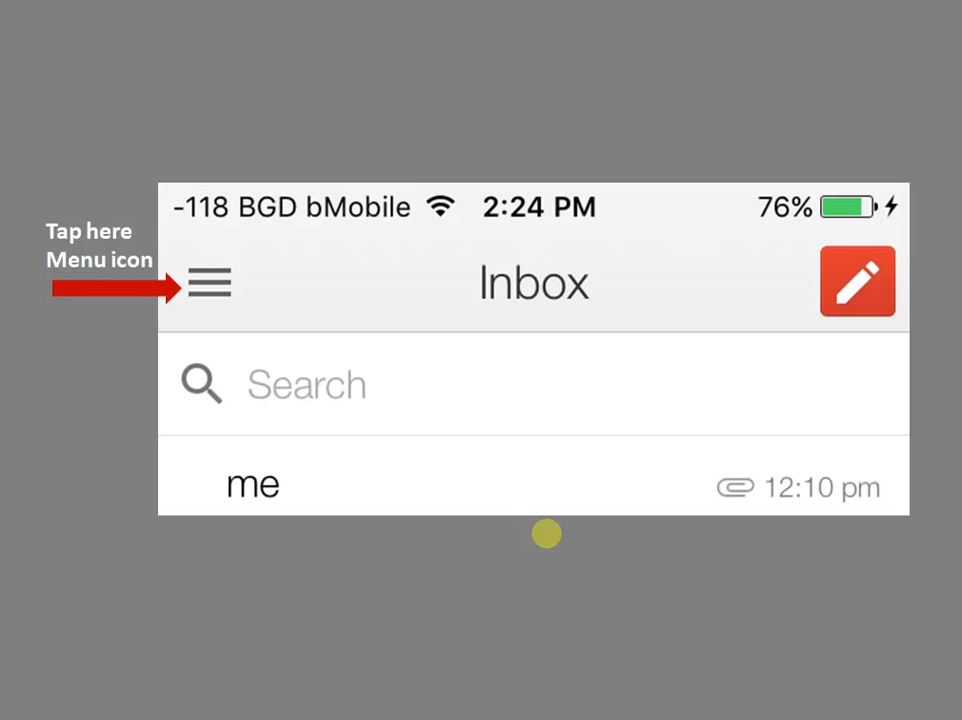 -118 BGD bMobile 2:24 PM 76%
Tap here
Menu icon
Inbox
Search
me 12:10 pm